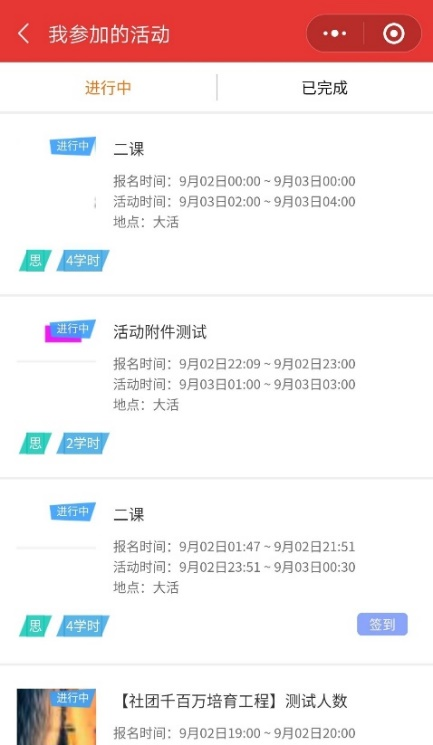 我参加的活动
进行中
已完成
进行中
二课
报名时间：9月02日00:00 ~ 9月03日00:00
活动时间：9月03日02:00 ~ 9月03日04:00
地点：大活
思 4学时
进行中
活动附件测试
报名时间：9月02日22:09 ~ 9月02日23:00
活动时间：9月03日01:00 ~ 9月03日03:00
地点：大活
思 2学时
进行中
二课
报名时间：9月02日01:47 ~ 9月02日21:51
活动时间：9月02日23:51 ~ 9月03日00:30
地点：大活
思 4学时
签到
进行中
【社团千百万培育工程】测试人数
报名时间：9月02日19:00 ~ 9月02日20:00